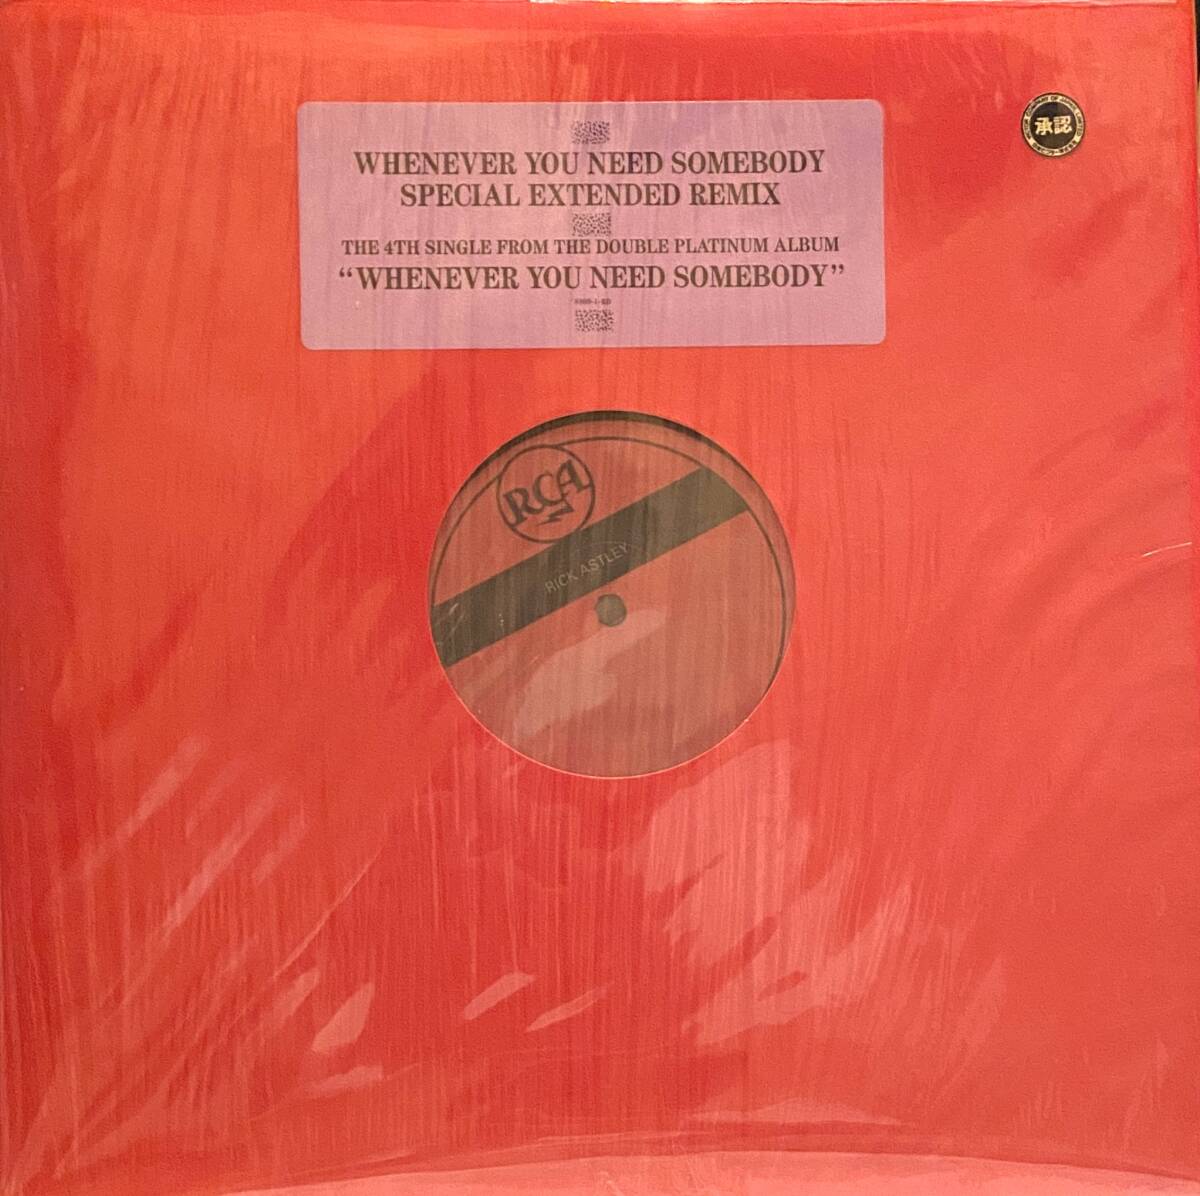 WHENEVER YOU NEED SOMEBODY
SPECIAL EXTENDED REMIX
THE 4TH SINGLE FROM THE DOUBLE PLATINUM ALBUM
“WHENEVER YOU NEED SOMEBODY”
承認
RCA
RICK ASTLEY